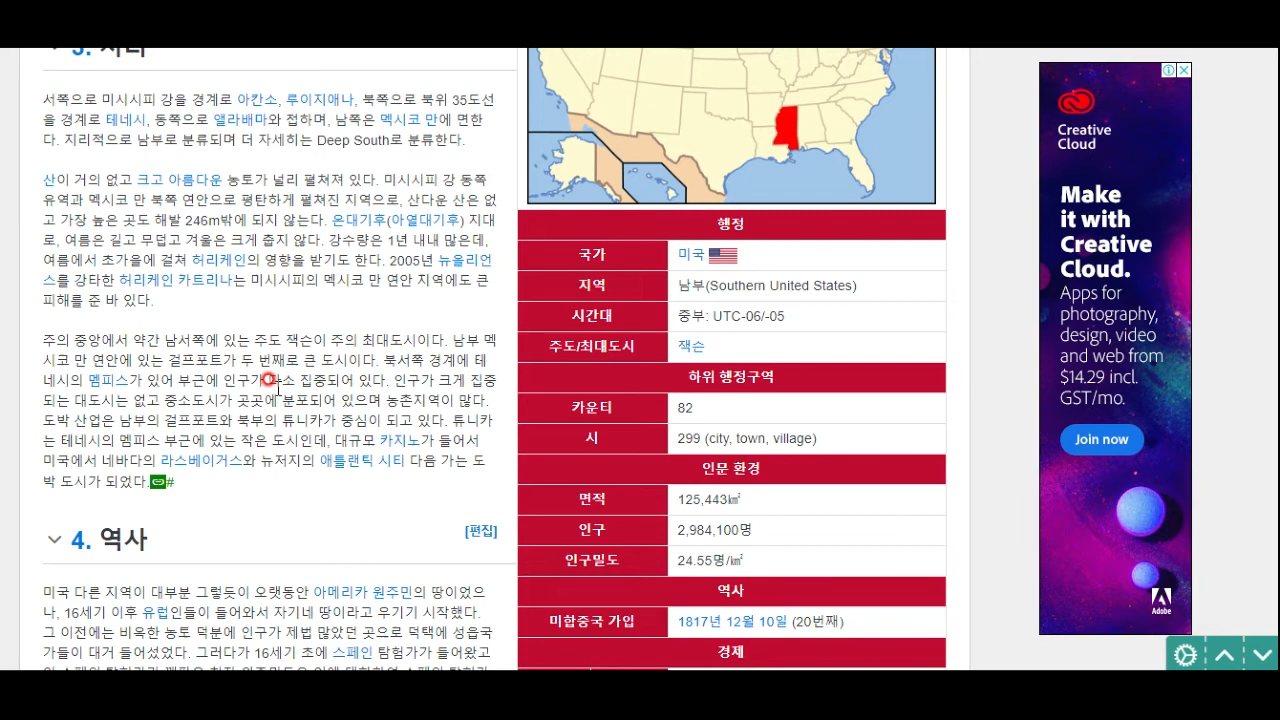 서쪽으로 미시시피 강을 경계로 아칸소, 루이지애나, 북쪽으로 북위 35도선
을 경계로 테네시, 동쪽으로 앨라배마와 접하며, 남쪽은 멕시코 만에 면한
다. 지리적으로 남부로 분류되며 더 자세히는 Deep South로 분류한다.
산이 거의 없고 크고 아름다운 농토가 널리 펼쳐져 있다. 미시시피 강 동쪽
유역과 멕시코 만 북쪽 연안으로 평탄하게 펼쳐진 지역으로, 산다운 산은 없
고 가장 높은 곳도 해발 246m밖에 되지 않는다. 온대기후(아열대기후) 지대
로, 여름은 길고 무덥고 겨울은 크게 춥지 않다. 강수량은 1년 내내 많은데,
여름에서 초가을에 걸쳐 허리케인의 영향을 받기도 한다. 2005년 뉴올리언
스를 강타한 허리케인 카트리나는 미시시피의 멕시코 만 연안 지역에도 큰
피해를 준 바 있다.
주의 중앙에서 약간 남서쪽에 있는 주도 잭슨이 주의 최대도시이다. 남부 멕
시코 만 연안에 있는 걸프포트가 두 번째로 큰 도시이다. 북서쪽 경계에 테
네시의 멤피스가 있어 부근에 인구가 집중되어 있다. 인구가 크게 집중
되는 대도시는 없고 중소도시가 곳곳에 분포되어 있으며 농촌지역이 많다.
도박 산업은 남부의 걸프포트와 북부의 튜니카가 중심이 되고 있다. 튜니카
는 테네시의 멤피스 부근에 있는 작은 도시인데, 대규모 카지노가 들어서
미국에서 네바다의 라스베이거스와 뉴저지의 애틀랜틱 시티 다음 가는 도
박 도시가 되었다.#
4. 역사 [편집]
미국 다른 지역이 대부분 그렇듯이 오랫동안 아메리카 원주민의 땅이었으
나, 16세기 이후 유럽인들이 들어와서 자기네 땅이라고 우기기 시작했다.
그 이전에는 비옥한 농토 덕분에 인구가 제법 많았던 곳으로 덕택에 성읍국
가들이 대거 들어섰었다. 그러다가 16세기 초에 스페인 탐험가가 들어왔고
행정
국가 미국
지역 남부(Southern United States)
시간대 중부: UTC-06/-05
주도/최대도시 잭슨
하위 행정구역
카운티 82
시 299 (city, town, village)
인문 환경
면적 125,443㎢
인구 2,984,100명
인구밀도 24.55명/㎢
역사
미합중국 가입 1817년 12월 10일 (20번째)
경제
Creative
Cloud
Make
it with
Creative
Cloud.
Apps for
photography,
design, video
and web from
$14.29 incl.
GST/mo.
Join now
Adobe